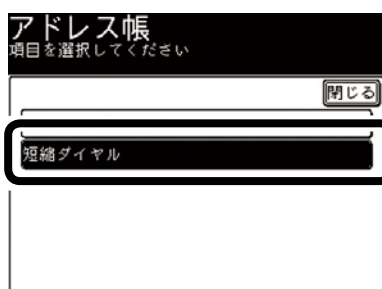 アドレス帳
項目を選択してください
閉じる
短縮ダイヤル